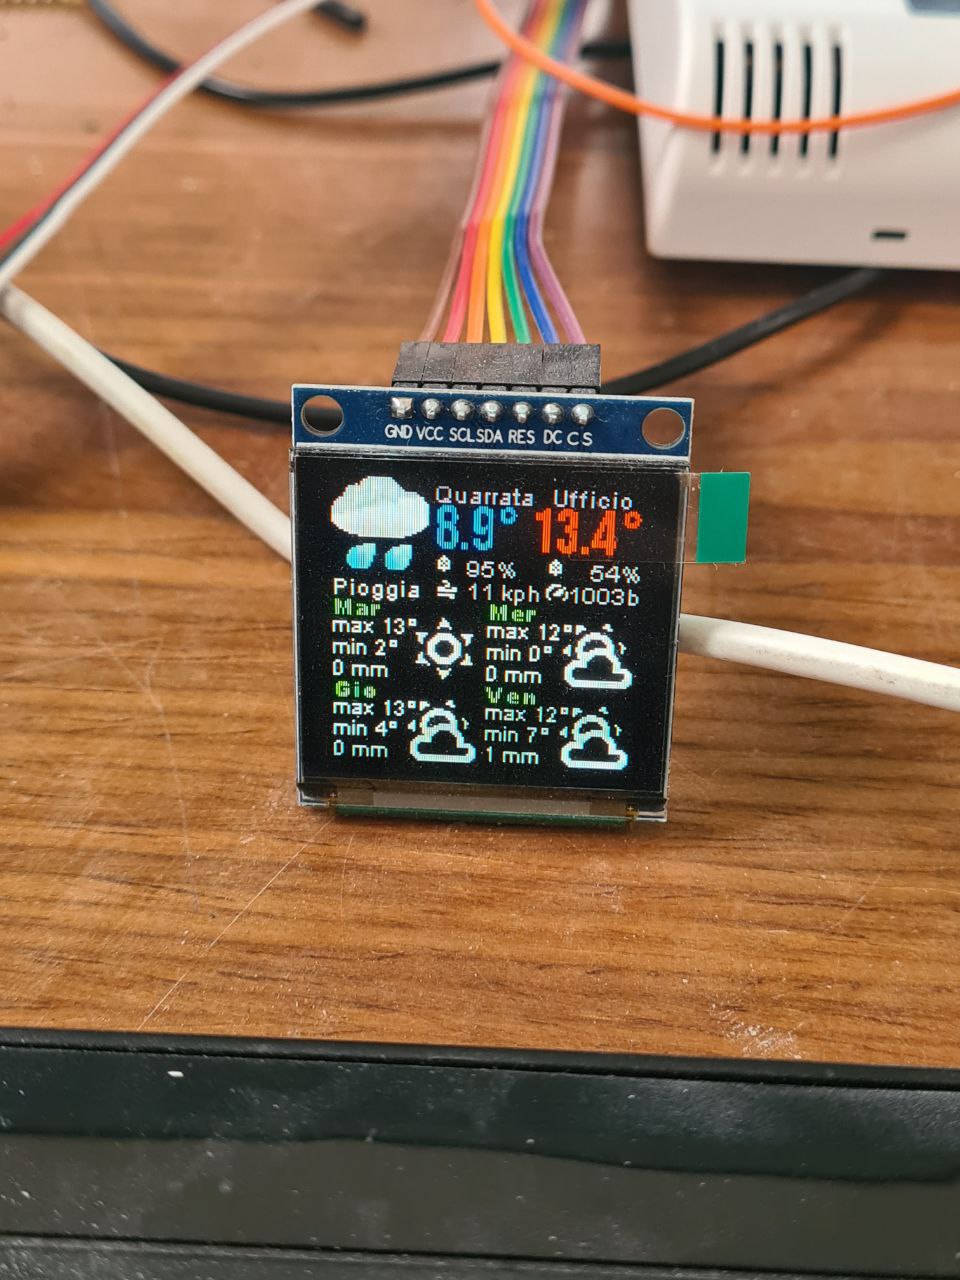 GND VCC SCL SDA RES DC CS
Quarrata Ufficio
8.9° 13.4°
95% 54%
Pioggia 11 kph 1003b
Mar Mer
max 13° max 12°
min 2° min 0°
0 mm 0 mm
Gio Ven
max 13° max 12°
min 4° min 7°
0 mm 1 mm